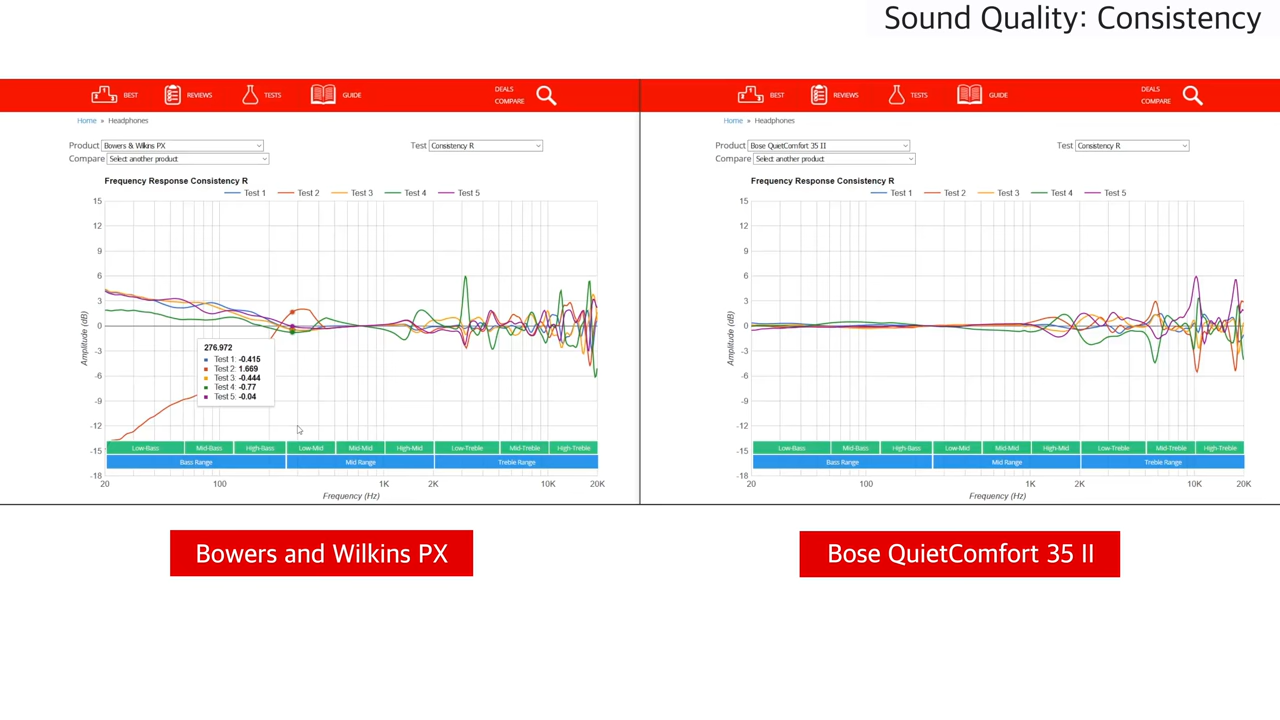 Sound Quality: Consistency
BEST REVIEWS TESTS GUIDE DEALS COMPARE
Home » Headphones
Product Bowers & Wilkins PX Test Consistency R
Compare Select another product
Frequency Response Consistency R
Test 1 Test 2 Test 3 Test 4 Test 5
15
12
9
6
3
0
-3
-6
-9
-12
-15
-18
Amplitude (dB)
276.972
Test 1: -0.415
Test 2: 1.669
Test 3: -0.444
Test 4: -0.77
Test 5: -0.04
Low-Bass Mid-Bass High-Bass Low-Mid Mid-Mid High-Mid Low-Treble Mid-Treble High-Treble
Bass Range Mid Range Treble Range
20 100 1K 2K 10K 20K
Frequency (Hz)
Bowers and Wilkins PX
BEST REVIEWS TESTS GUIDE DEALS COMPARE
Home » Headphones
Product Bose QuietComfort 35 II Test Consistency R
Compare Select another product
Frequency Response Consistency R
Test 1 Test 2 Test 3 Test 4 Test 5
15
12
9
6
3
0
-3
-6
-9
-12
-15
-18
Amplitude (dB)
Low-Bass Mid-Bass High-Bass Low-Mid Mid-Mid High-Mid Low-Treble Mid-Treble High-Treble
Bass Range Mid Range Treble Range
20 100 1K 2K 10K 20K
Frequency (Hz)
Bose QuietComfort 35 II